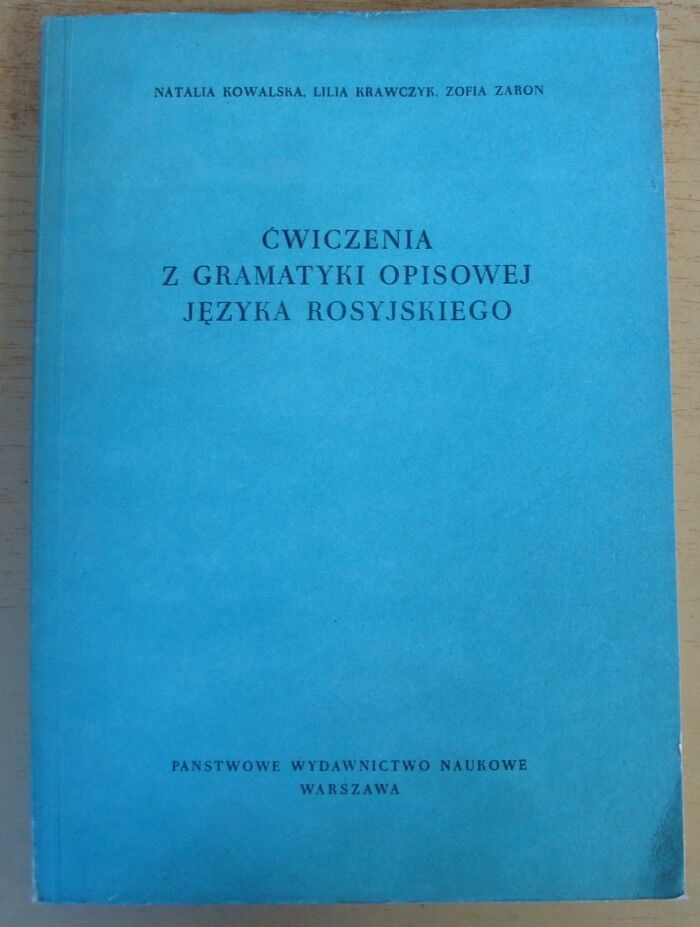 NATALIA KOWALSKA, LILIA KRAWCZYK, ZOFIA ZARON
ĆWICZENIA
Z GRAMATYKI OPISOWEJ
JĘZYKA ROSYJSKIEGO
PAŃSTWOWE WYDAWNICTWO NAUKOWE
WARSZAWA